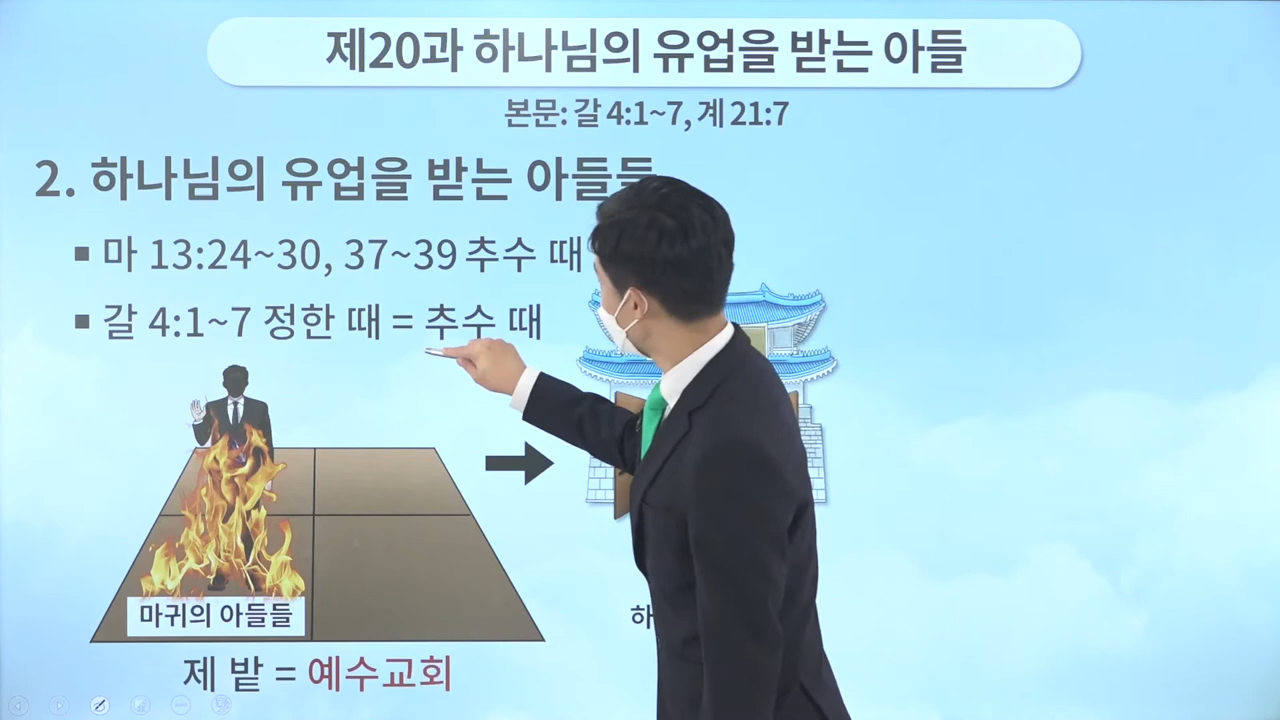 제20과 하나님의 유업을 받는 아들
본문: 갈 4:1~7, 계 21:7
2. 하나님의 유업을 받는 아들들
▪ 마 13:24~30, 37~39 추수 때
▪ 갈 4:1~7 정한 때 = 추수 때
마귀의 아들들
제 밭 = 예수교회